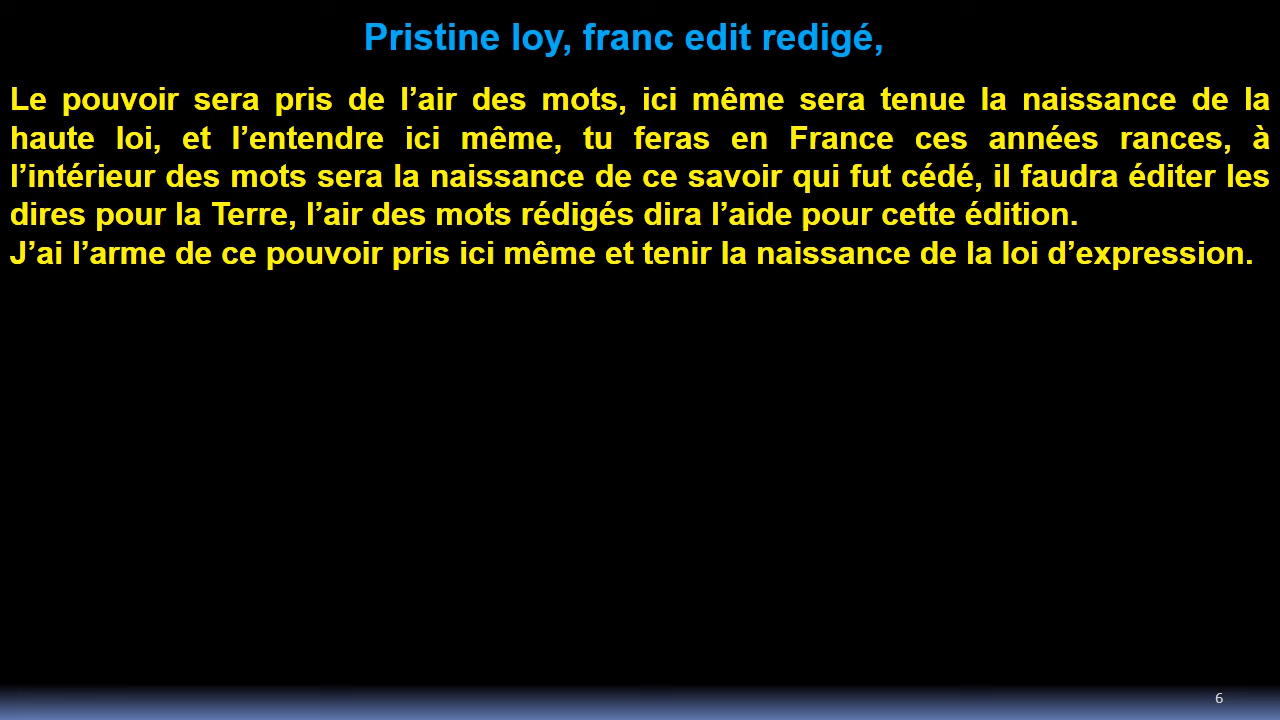 Pristine loy, franc edit redigé,
Le pouvoir sera pris de l’air des mots, ici même sera tenue la naissance de la
haute loi, et l’entendre ici même, tu feras en France ces années rances, à
l’intérieur des mots sera la naissance de ce savoir qui fut cédé, il faudra éditer les
dires pour la Terre, l’air des mots rédigés dira l’aide pour cette édition.
J’ai l’arme de ce pouvoir pris ici même et tenir la naissance de la loi d’expression.
6